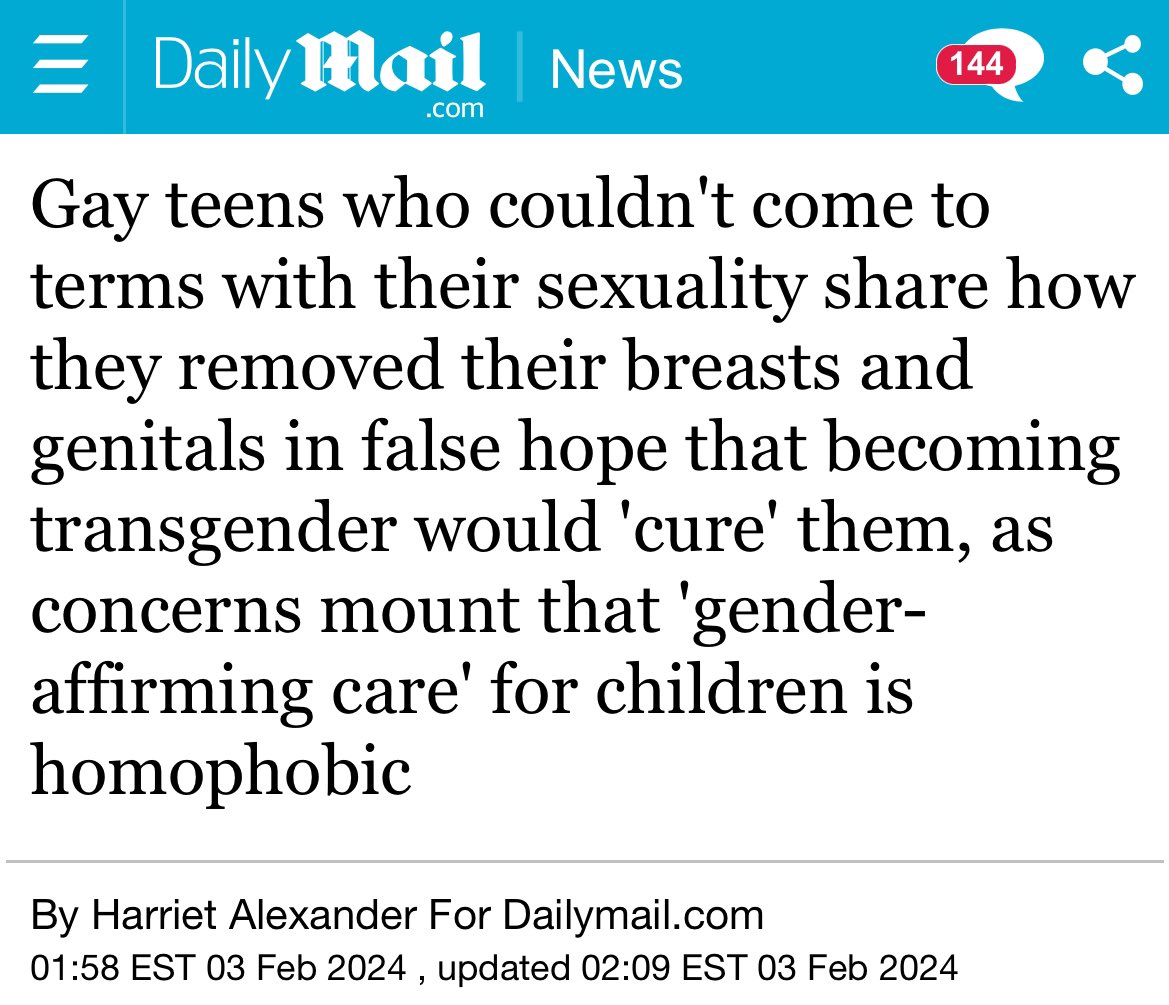 Daily Mail .com News 144
Gay teens who couldn't come to
terms with their sexuality share how
they removed their breasts and
genitals in false hope that becoming
transgender would 'cure' them, as
concerns mount that 'gender-
affirming care' for children is
homophobic
By Harriet Alexander For Dailymail.com
01:58 EST 03 Feb 2024 , updated 02:09 EST 03 Feb 2024